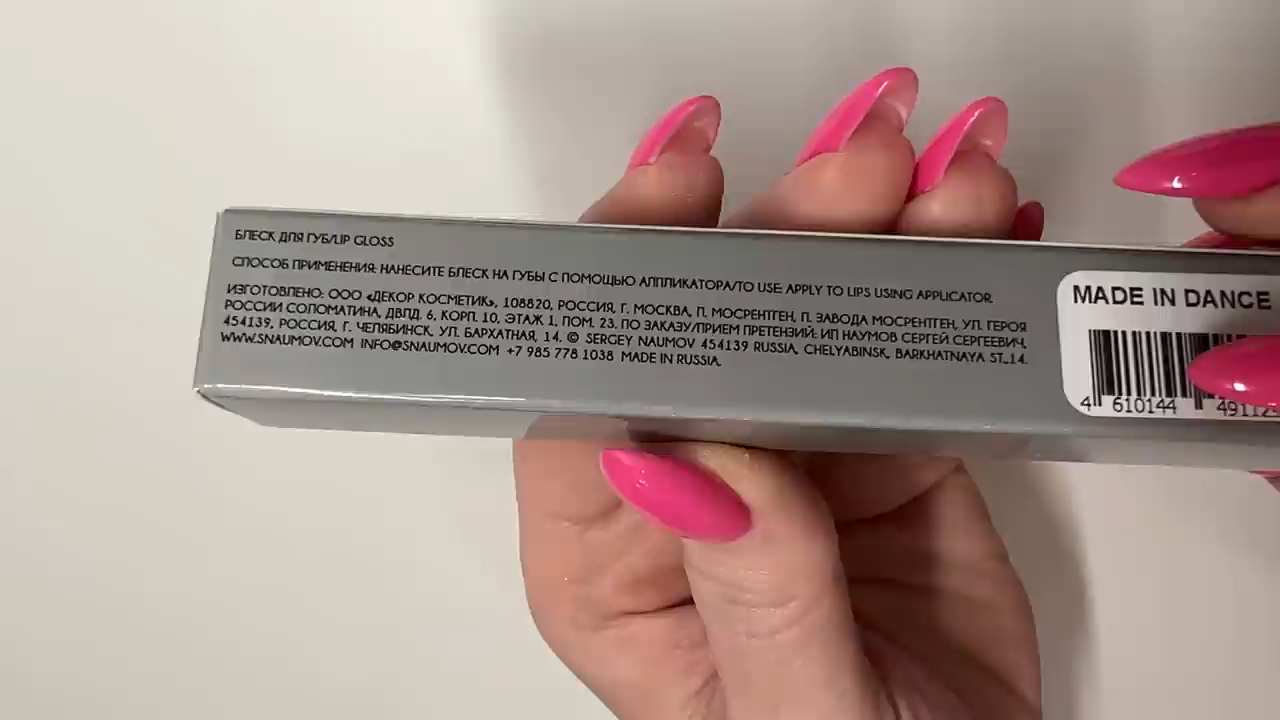 БЛЕСК ДЛЯ ГУБ/LIP GLOSS
СПОСОБ ПРИМЕНЕНИЯ: НАНЕСИТЕ БЛЕСК НА ГУБЫ С ПОМОЩЬЮ АППЛИКАТОРА/TO USE: APPLY TO LIPS USING APPLICATOR.
ИЗГОТОВЛЕНО: ООО «ДЕКОР КОСМЕТИК», 108820, РОССИЯ, Г. МОСКВА, П. МОСРЕНТГЕН, П. ЗАВОДА МОСРЕНТГЕН, УЛ. ГЕРОЯ
РОССИИ СОЛОМАТИНА, ДВЛД. 6, КОРП. 10, ЭТАЖ 1, ПОМ. 23. ПО ЗАКАЗУ/ПРИЕМ ПРЕТЕНЗИЙ: ИП НАУМОВ СЕРГЕЙ СЕРГЕЕВИЧ,
454139, РОССИЯ, Г. ЧЕЛЯБИНСК, УЛ. БАРХАТНАЯ, 14. © SERGEY NAUMOV 454139 RUSSIA, CHELYABINSK, BARKHATNAYA ST., 14.
WWW.SNAUMOV.COM INFO@SNAUMOV.COM +7 985 778 1038 MADE IN RUSSIA.
MADE IN DANCE
4 610144 49112